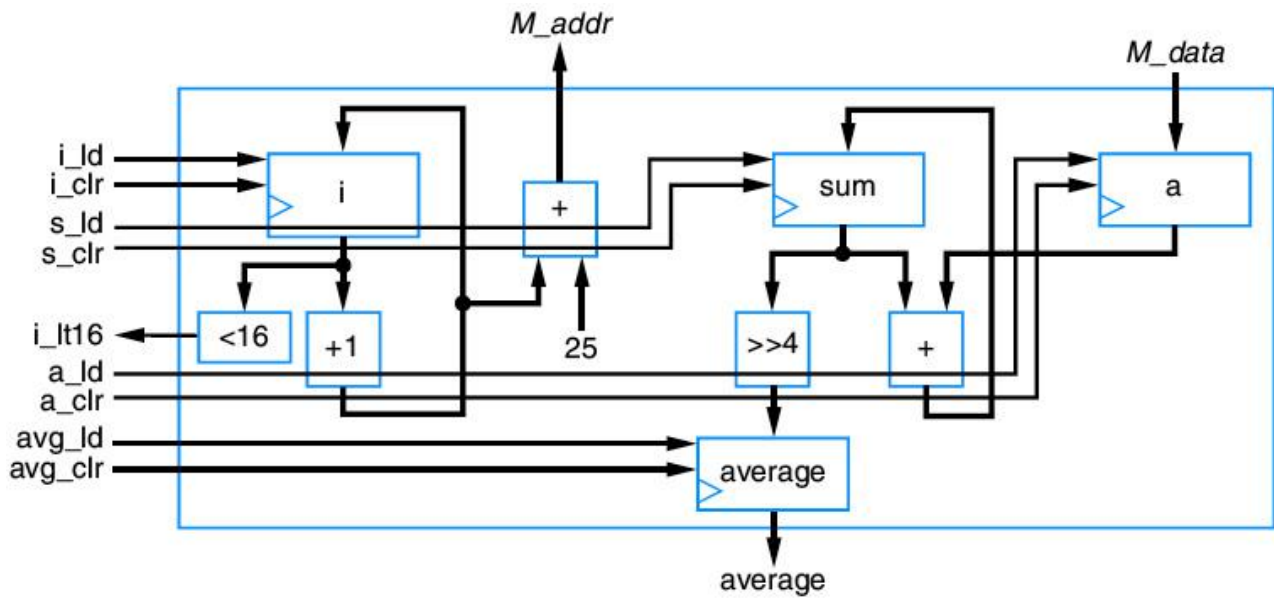 M_addr
M_data
i_ld
i_clr
i
+
sum
a
s_ld
s_clr
i_lt16
<16
+1
25
>>4
+
a_ld
a_clr
avg_ld
avg_clr
average
average